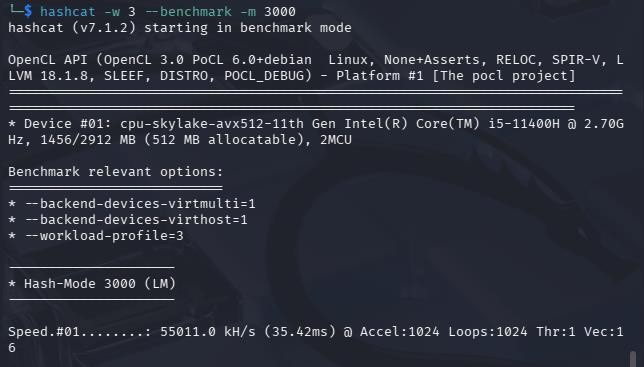 └─$ hashcat -w 3 --benchmark -m 3000
hashcat (v7.1.2) starting in benchmark mode

OpenCL API (OpenCL 3.0 PoCL 6.0+debian  Linux, None+Asserts, RELOC, SPIR-V, L
LVM 18.1.8, SLEEF, DISTRO, POCL_DEBUG) - Platform #1 [The pocl project]
=============================================================================
=======================================================================
* Device #01: cpu-skylake-avx512-11th Gen Intel(R) Core(TM) i5-11400H @ 2.70G
Hz, 1456/2912 MB (512 MB allocatable), 2MCU

Benchmark relevant options:
===========================
* --backend-devices-virtmulti=1
* --backend-devices-virthost=1
* --workload-profile=3

---------------------
* Hash-Mode 3000 (LM)
---------------------

Speed.#01........: 55011.0 kH/s (35.42ms) @ Accel:1024 Loops:1024 Thr:1 Vec:1
6